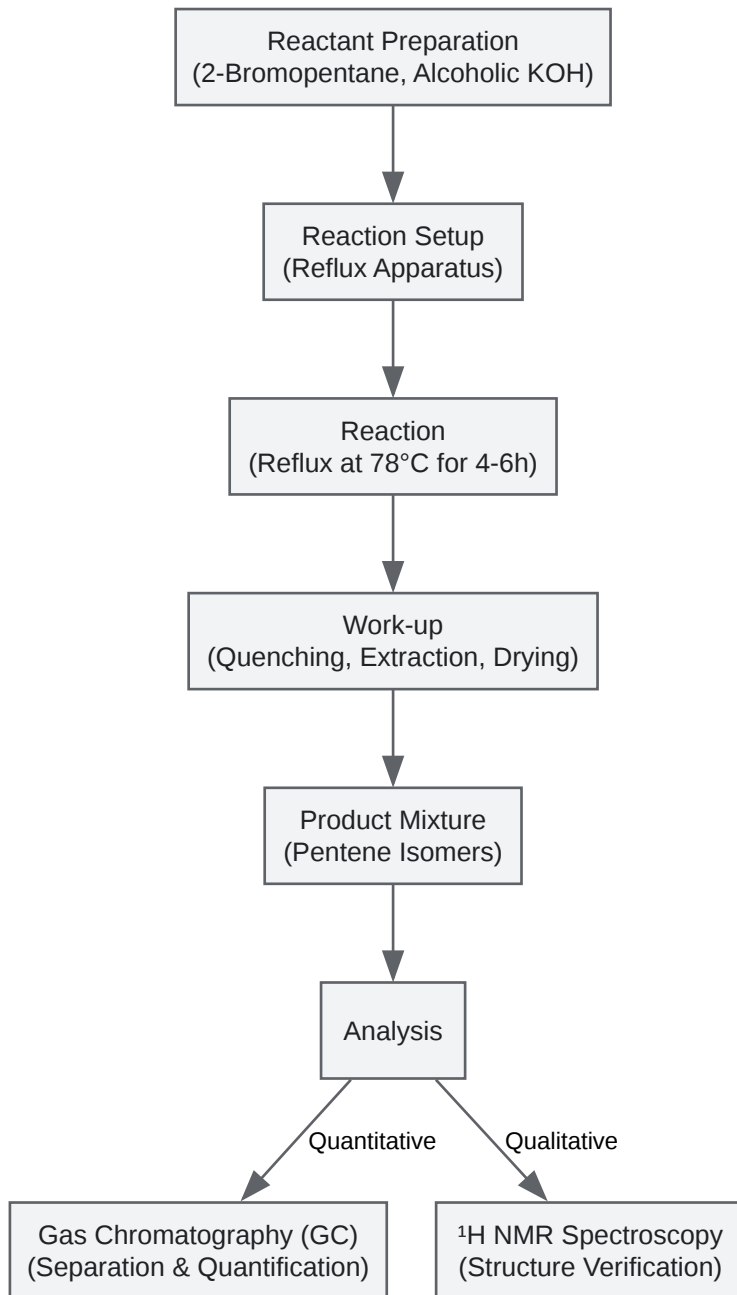 Reactant Preparation
(2-Bromopentane, Alcoholic KOH)
Reaction Setup
(Reflux Apparatus)
Reaction
(Reflux at 78°C for 4-6h)
Work-up
(Quenching, Extraction, Drying)
Product Mixture
(Pentene Isomers)
Analysis
Quantitative
Qualitative
Gas Chromatography (GC)
(Separation & Quantification)
¹H NMR Spectroscopy
(Structure Verification)